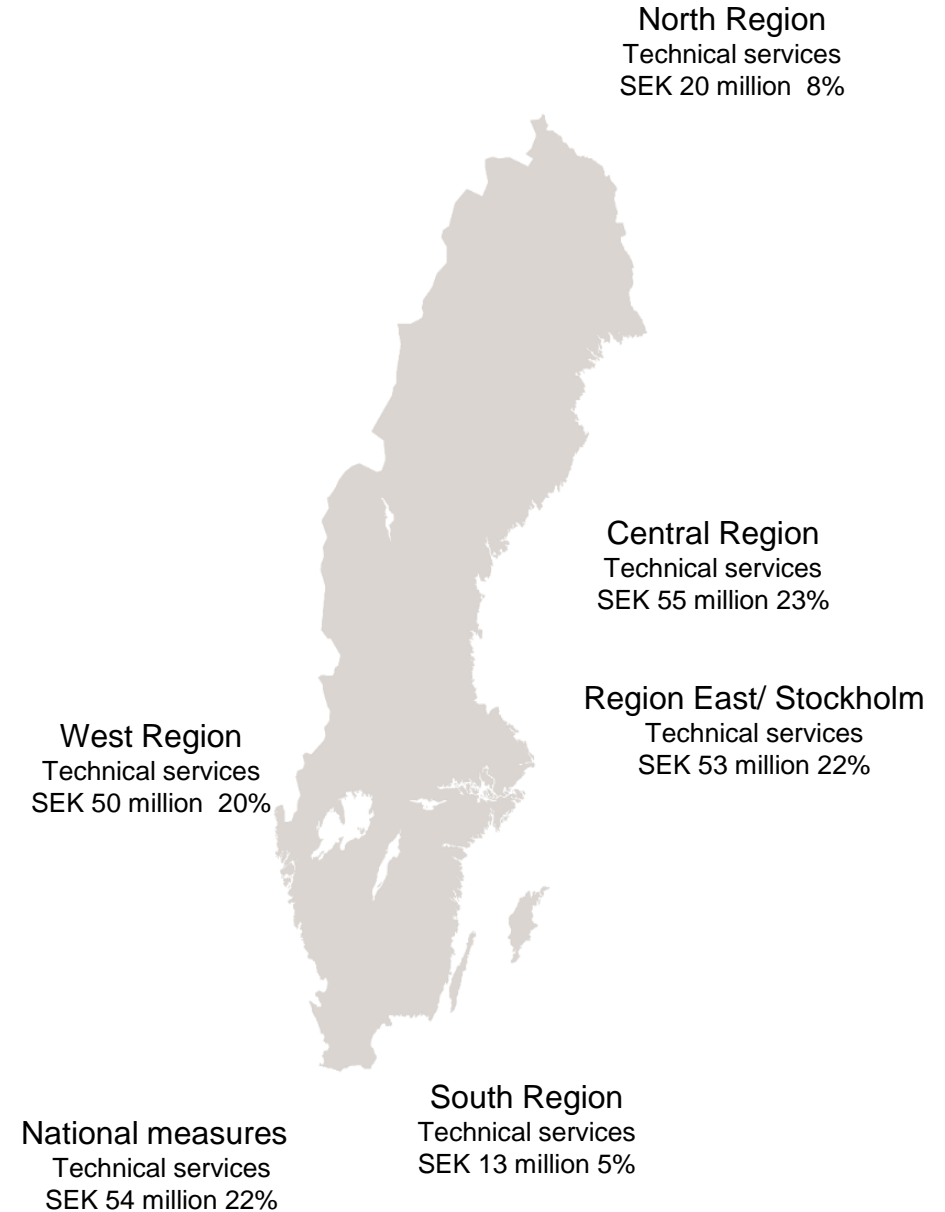 North Region
Technical services
SEK 20 million  8%
Central Region
Technical services
SEK 55 million 23%
Region East/ Stockholm
Technical services
SEK 53 million 22%
West Region
Technical services
SEK 50 million  20%
South Region
Technical services
SEK 13 million 5%
National measures
Technical services
SEK 54 million 22%